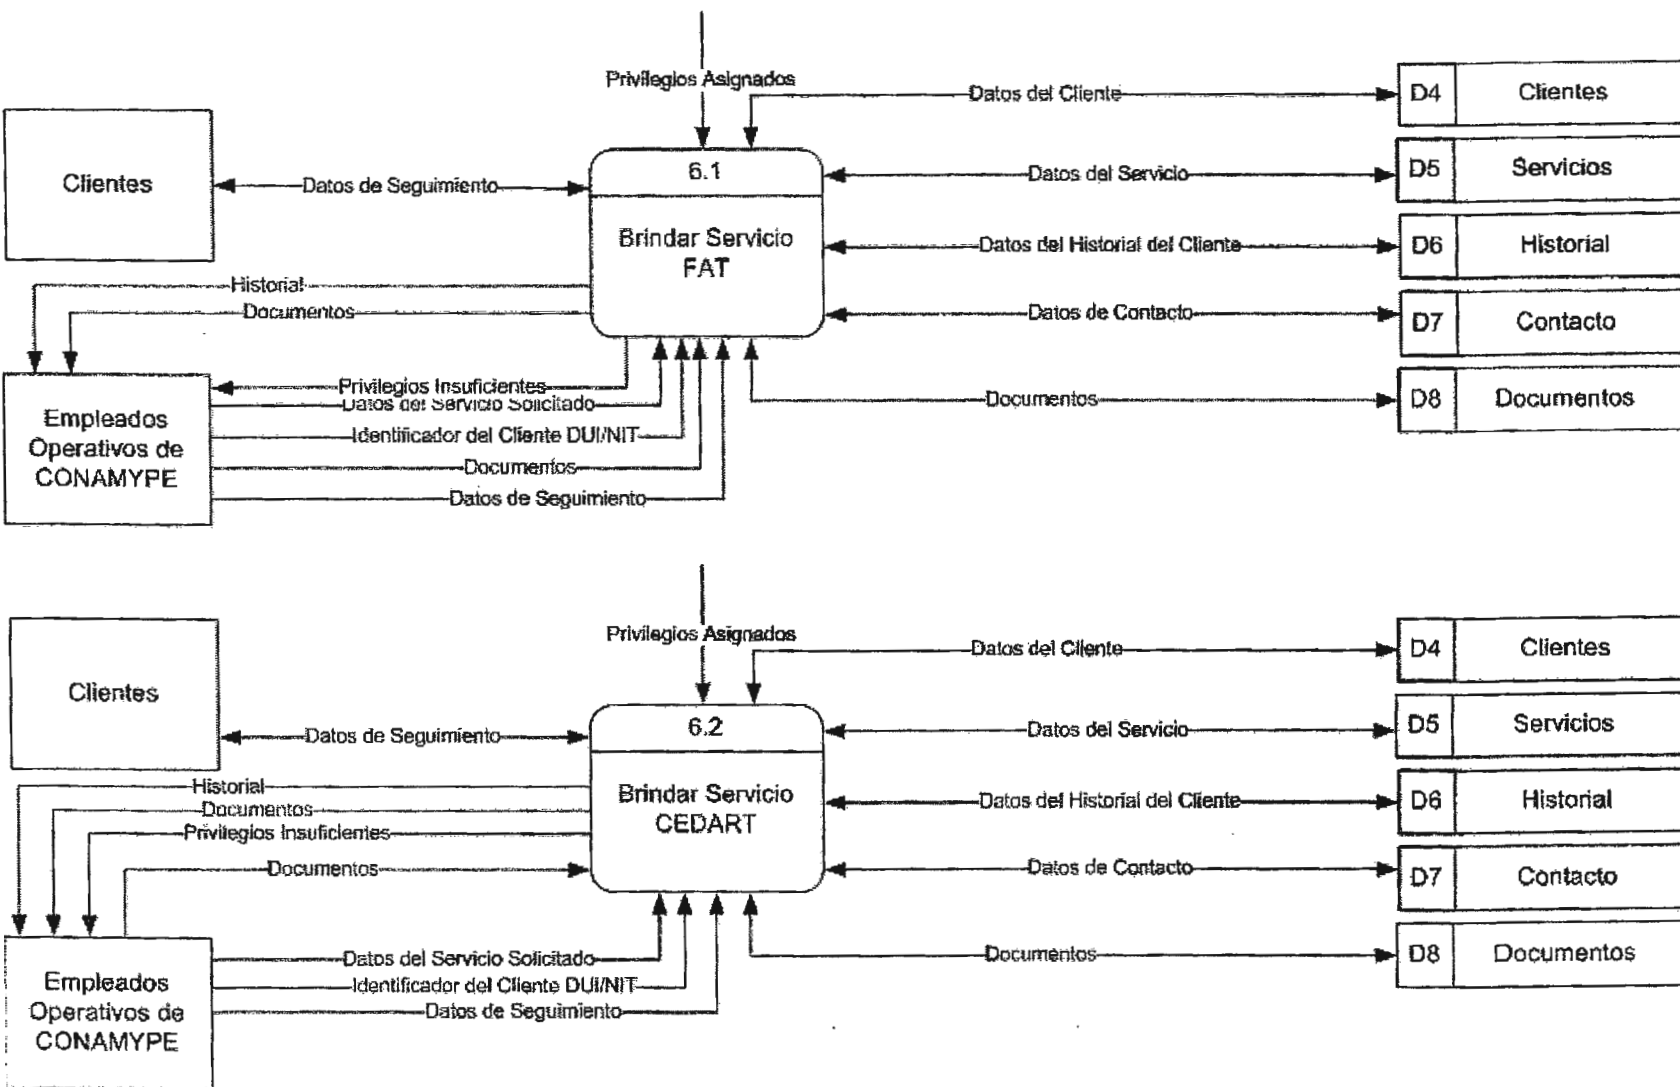 Privilegios Asignados
Datos del Cliente
D4
Clientes
Clientes
Datos de Seguimiento
6.1
Brindar Servicio
FAT
Datos del Servicio
D5
Servicios
Datos del Historial del Cliente
D6
Historial
Historial
Documentos
Datos de Contacto
D7
Contacto
Empleados
Operativos de
CONAMYPE
Privilegios Insuficientes
Datos del Servicio Solicitado
Identificador del Cliente DUI/NIT
Documentos
Datos de Seguimiento
Documentos
D8
Documentos
Privilegios Asignados
Datos del Cliente
D4
Clientes
Clientes
Datos de Seguimiento
6.2
Brindar Servicio
CEDART
Datos del Servicio
D5
Servicios
Historial
Documentos
Privilegios Insuficientes
Documentos
Datos del Historial del Cliente
D6
Historial
Datos de Contacto
D7
Contacto
Empleados
Operativos de
CONAMYPE
Datos del Servicio Solicitado
Identificador del Cliente DUI/NIT
Datos de Seguimiento
Documentos
D8
Documentos